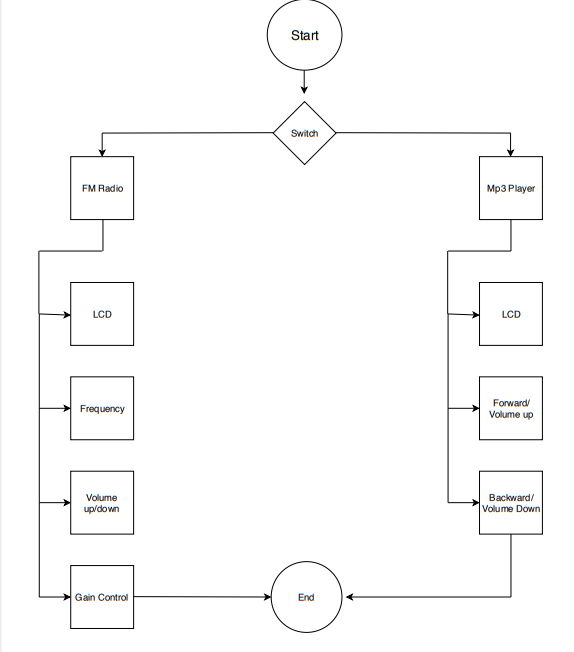 Start
Switch
FM Radio
Mp3 Player
LCD
LCD
Frequency
Forward/
Volume up
Volume
up/down
Backward/
Volume Down
Gain Control
End